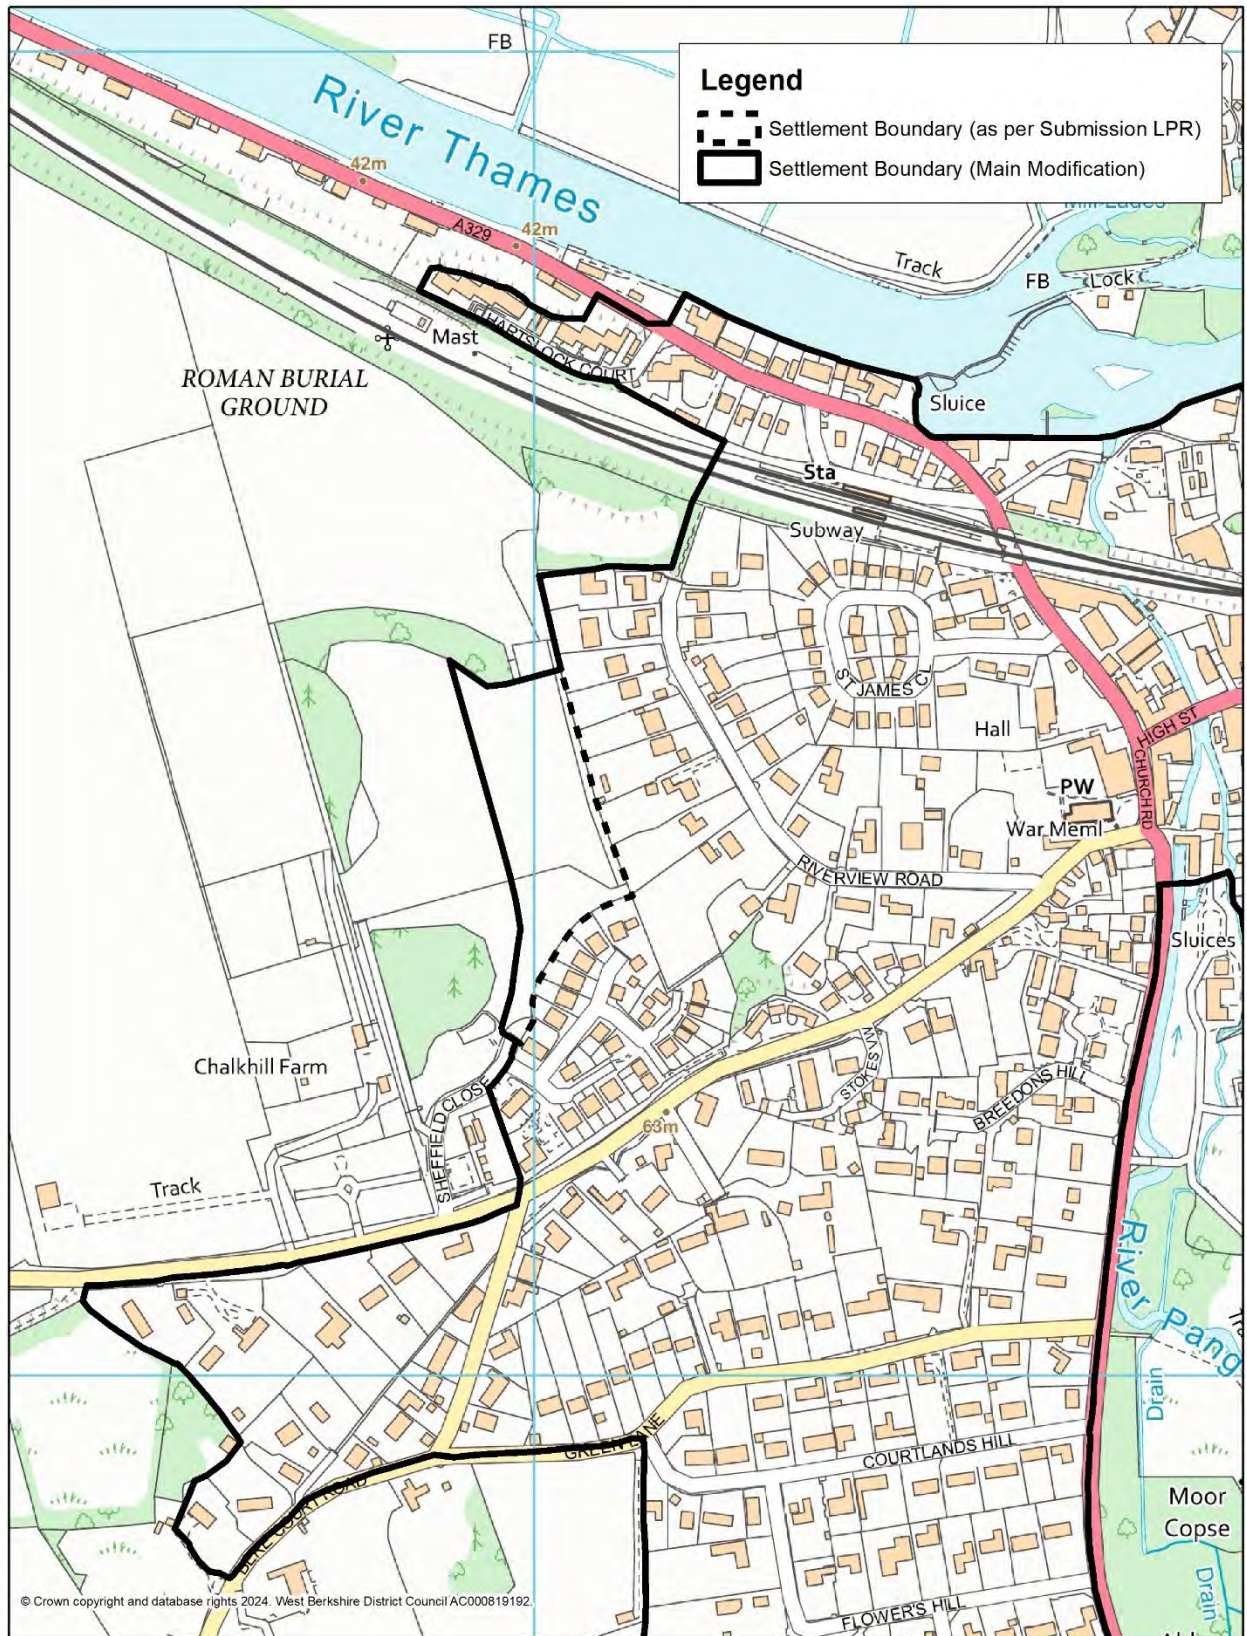 FB
Legend
Settlement Boundary (as per Submission LPR)
Settlement Boundary (Main Modification)
River Thames
42m
A329
42m
Track
FB
Lock
Mast
HARTSLOCK COURT
ROMAN BURIAL
GROUND
Sluice
Sta
Subway
ST JAMES CL
Hall
HIGH ST
CHURCH RD
PW
War Meml
RIVERVIEW ROAD
Sluices
Chalkhill Farm
SHEFFIELD CLOSE
STOKES VW
BREEDONS HILL
63m
Track
River Pang
Drain
GREEN LANE
COURTLANDS HILL
BERE COURT ROAD
Moor
Copse
Drain
FLOWER'S HILL
© Crown copyright and database rights 2024. West Berkshire District Council AC000819192.